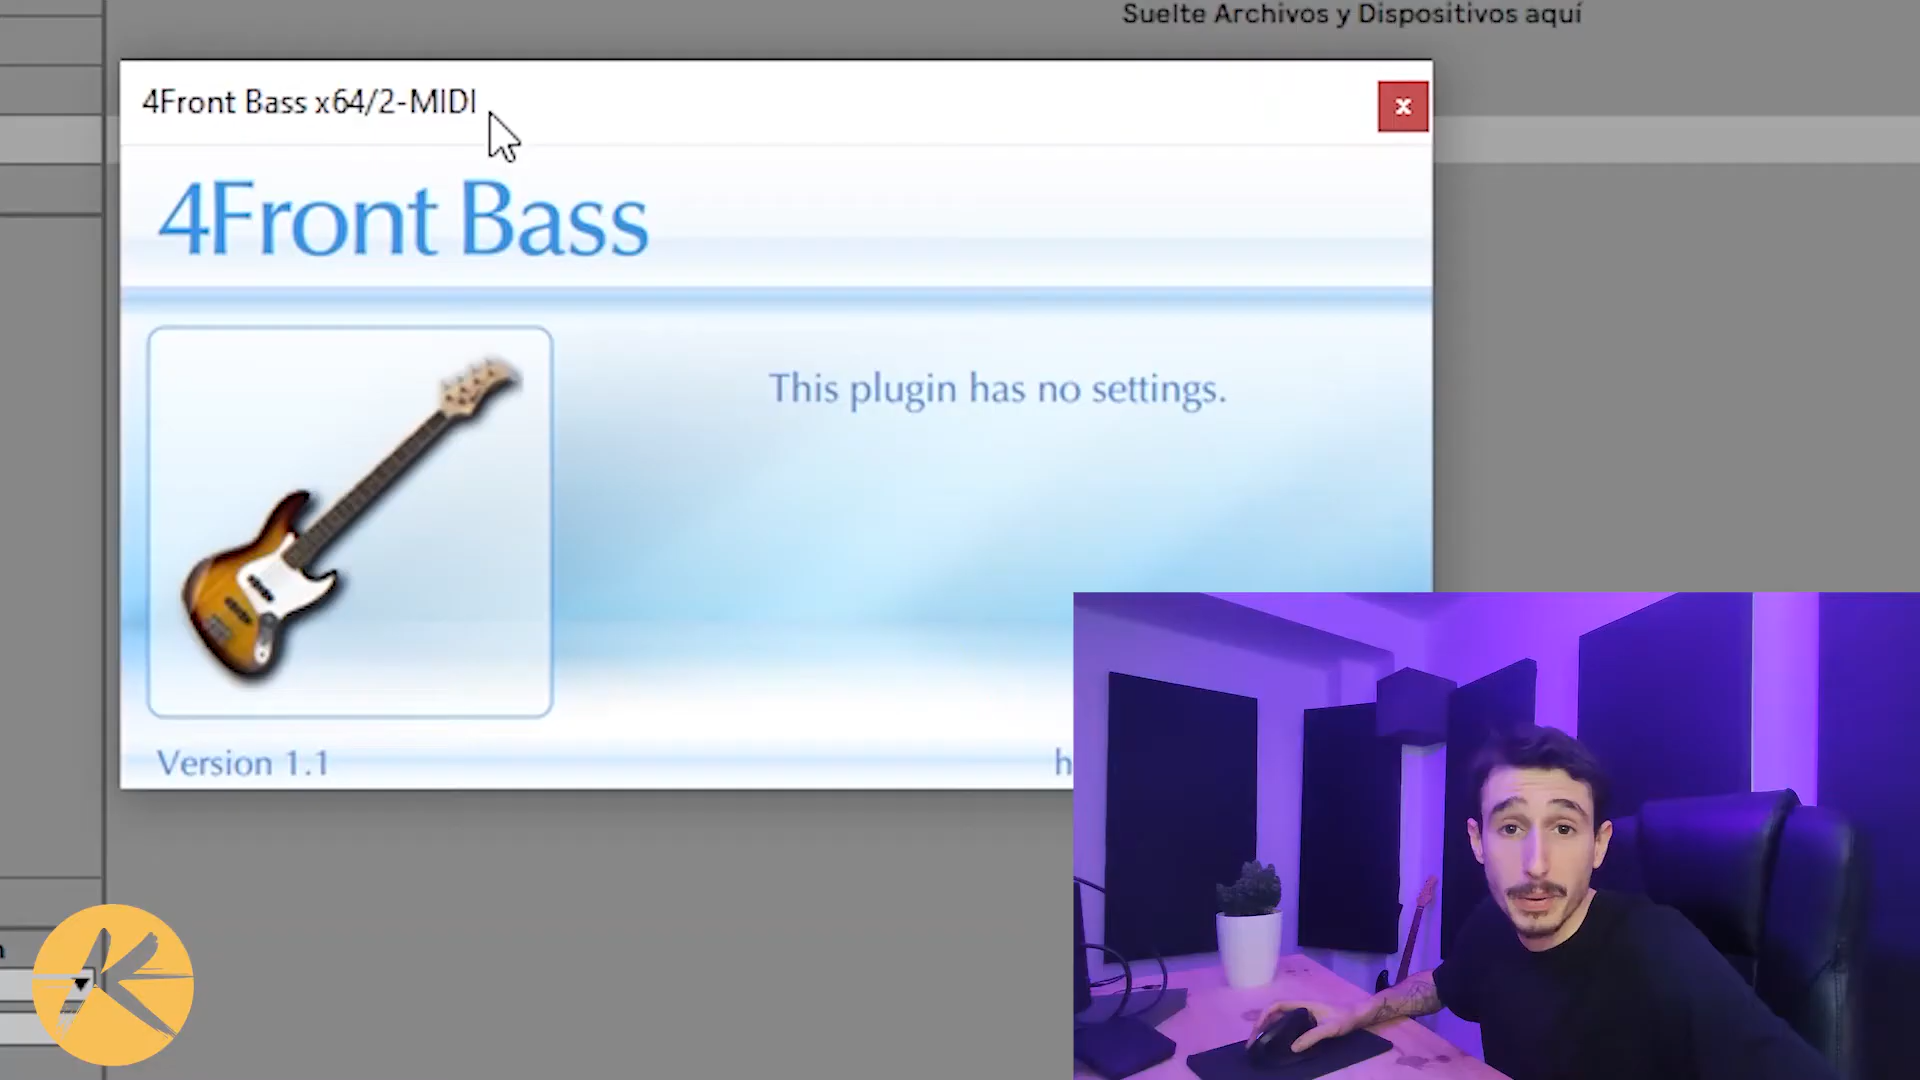 Suelte Archivos y Dispositivos aquí
4Front Bass x64/2-MIDI
4Front Bass
This plugin has no settings.
Version 1.1